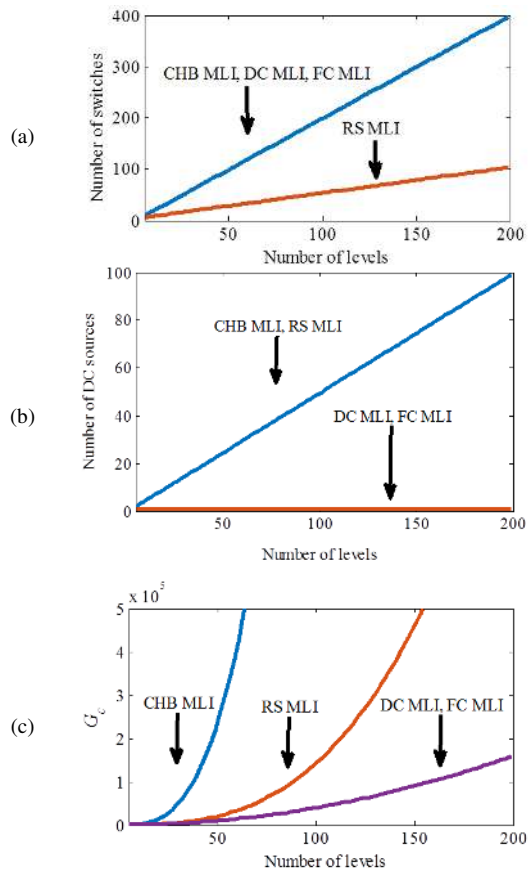 (a)
Number of switches
400
300
200
100
0
CHB MLI, DC MLI, FC MLI
RS MLI
50
100
150
200
Number of levels
(b)
Number of DC sources
100
80
60
40
20
0
CHB MLI, RS MLI
DC MLI, FC MLI
50
100
150
200
Number of levels
(c)
G_c
x 10^5
5
4
3
2
1
0
CHB MLI
RS MLI
DC MLI, FC MLI
50
100
150
200
Number of levels